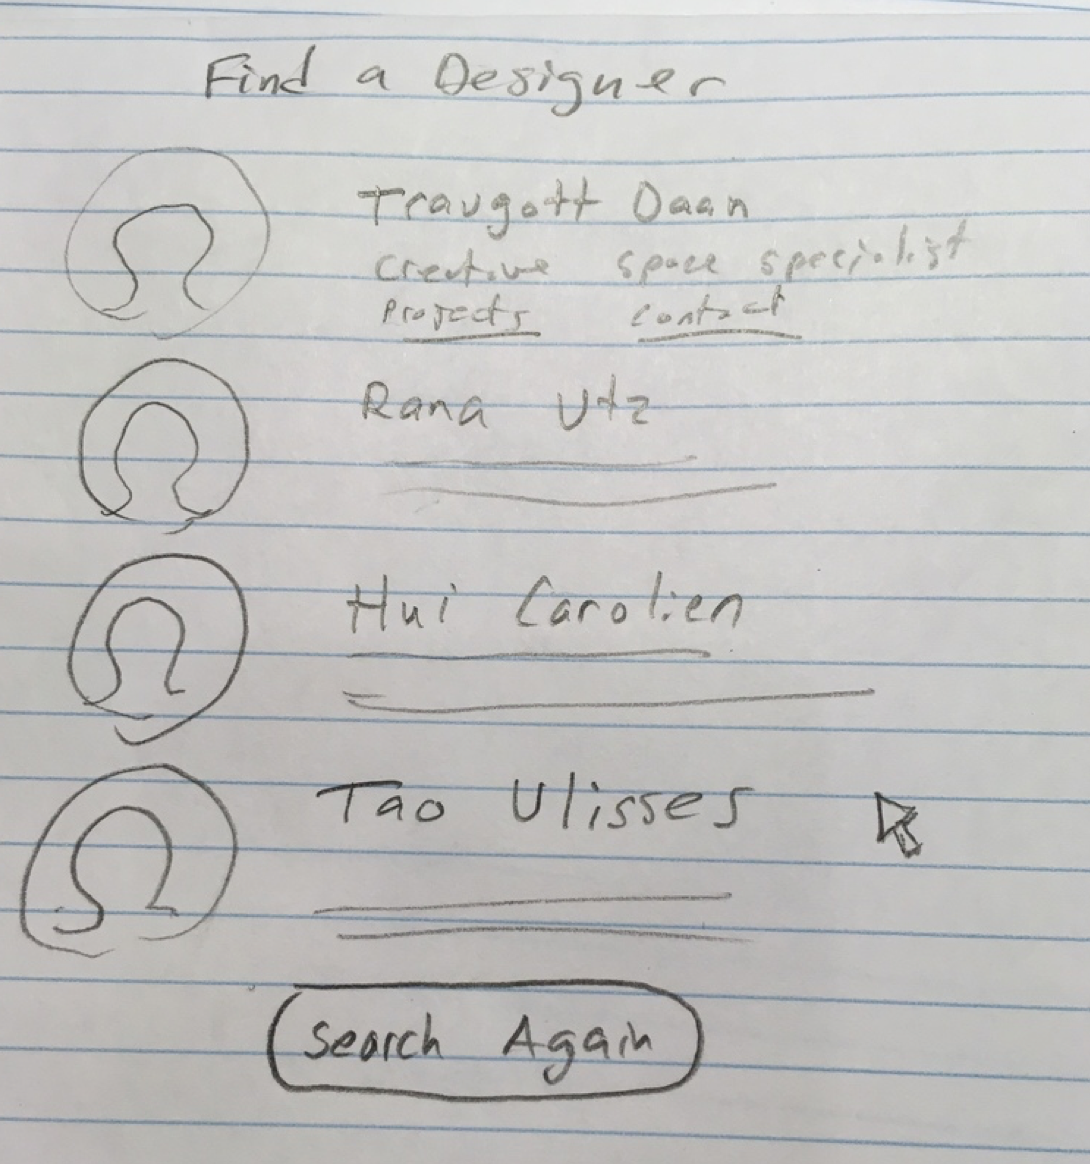 Find a Designer
Traugott Daan
Creative space specialist
Projects contact
Rana Utz
Hui Carolien
Tao Ulisses
Search Again